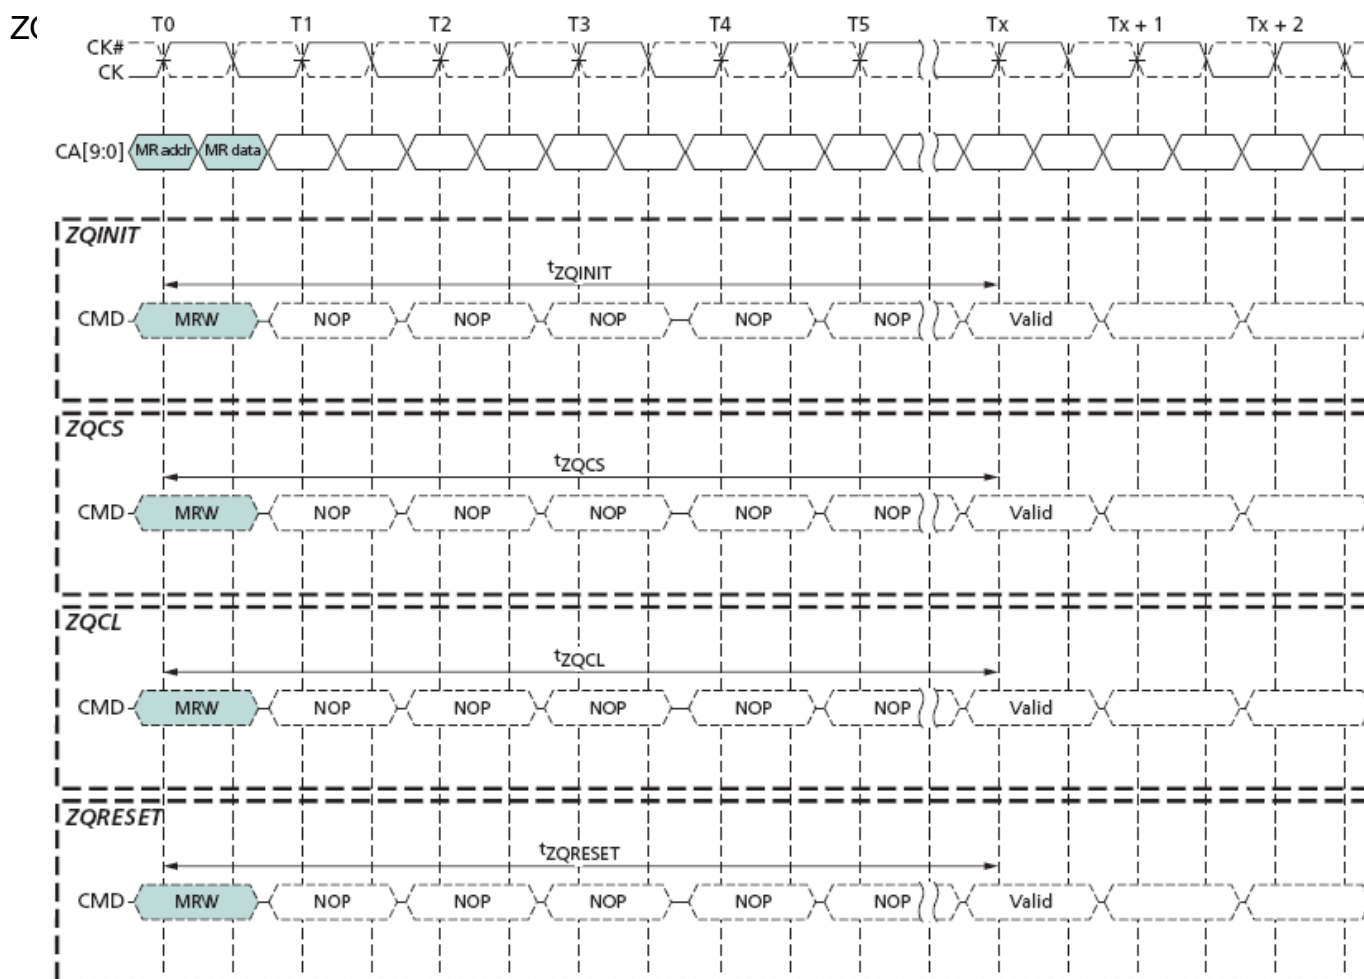 ZQ
T0 T1 T2 T3 T4 T5 Tx Tx + 1 Tx + 2
CK#
CK
CA[9:0] MR addr MR data
ZQINIT
tZQINIT
CMD MRW NOP NOP NOP NOP NOP Valid
ZQCS
tZQCS
CMD MRW NOP NOP NOP NOP NOP Valid
ZQCL
tZQCL
CMD MRW NOP NOP NOP NOP NOP Valid
ZQRESET
tZQRESET
CMD MRW NOP NOP NOP NOP NOP Valid